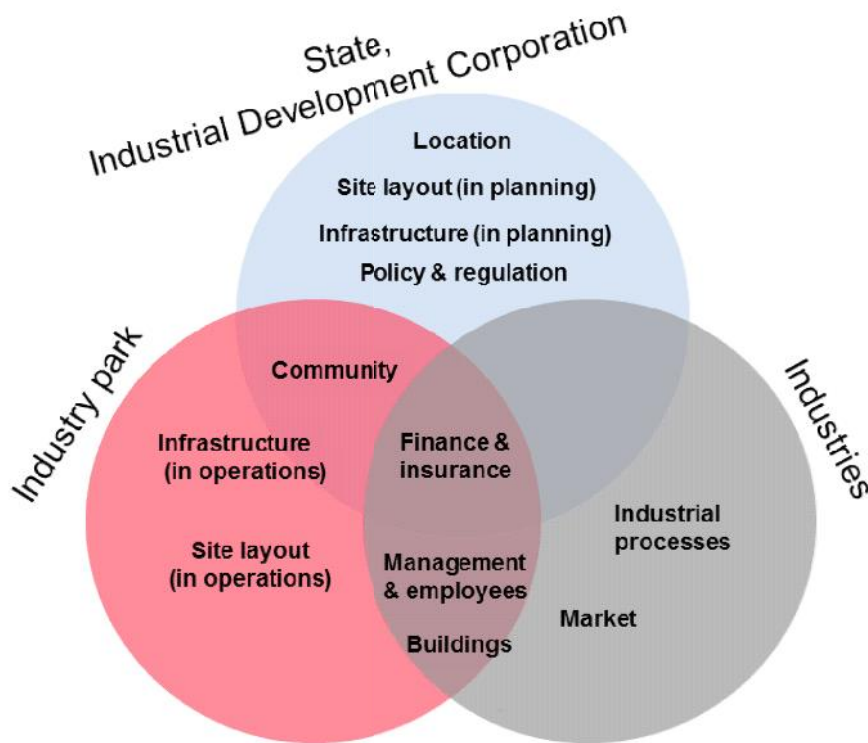 State,
Industrial Development Corporation
Location
Site layout (in planning)
Infrastructure (in planning)
Policy & regulation
Industry park
Industries
Community
Infrastructure
(in operations)
Finance &
insurance
Site layout
(in operations)
Industrial
processes
Management
& employees
Market
Buildings